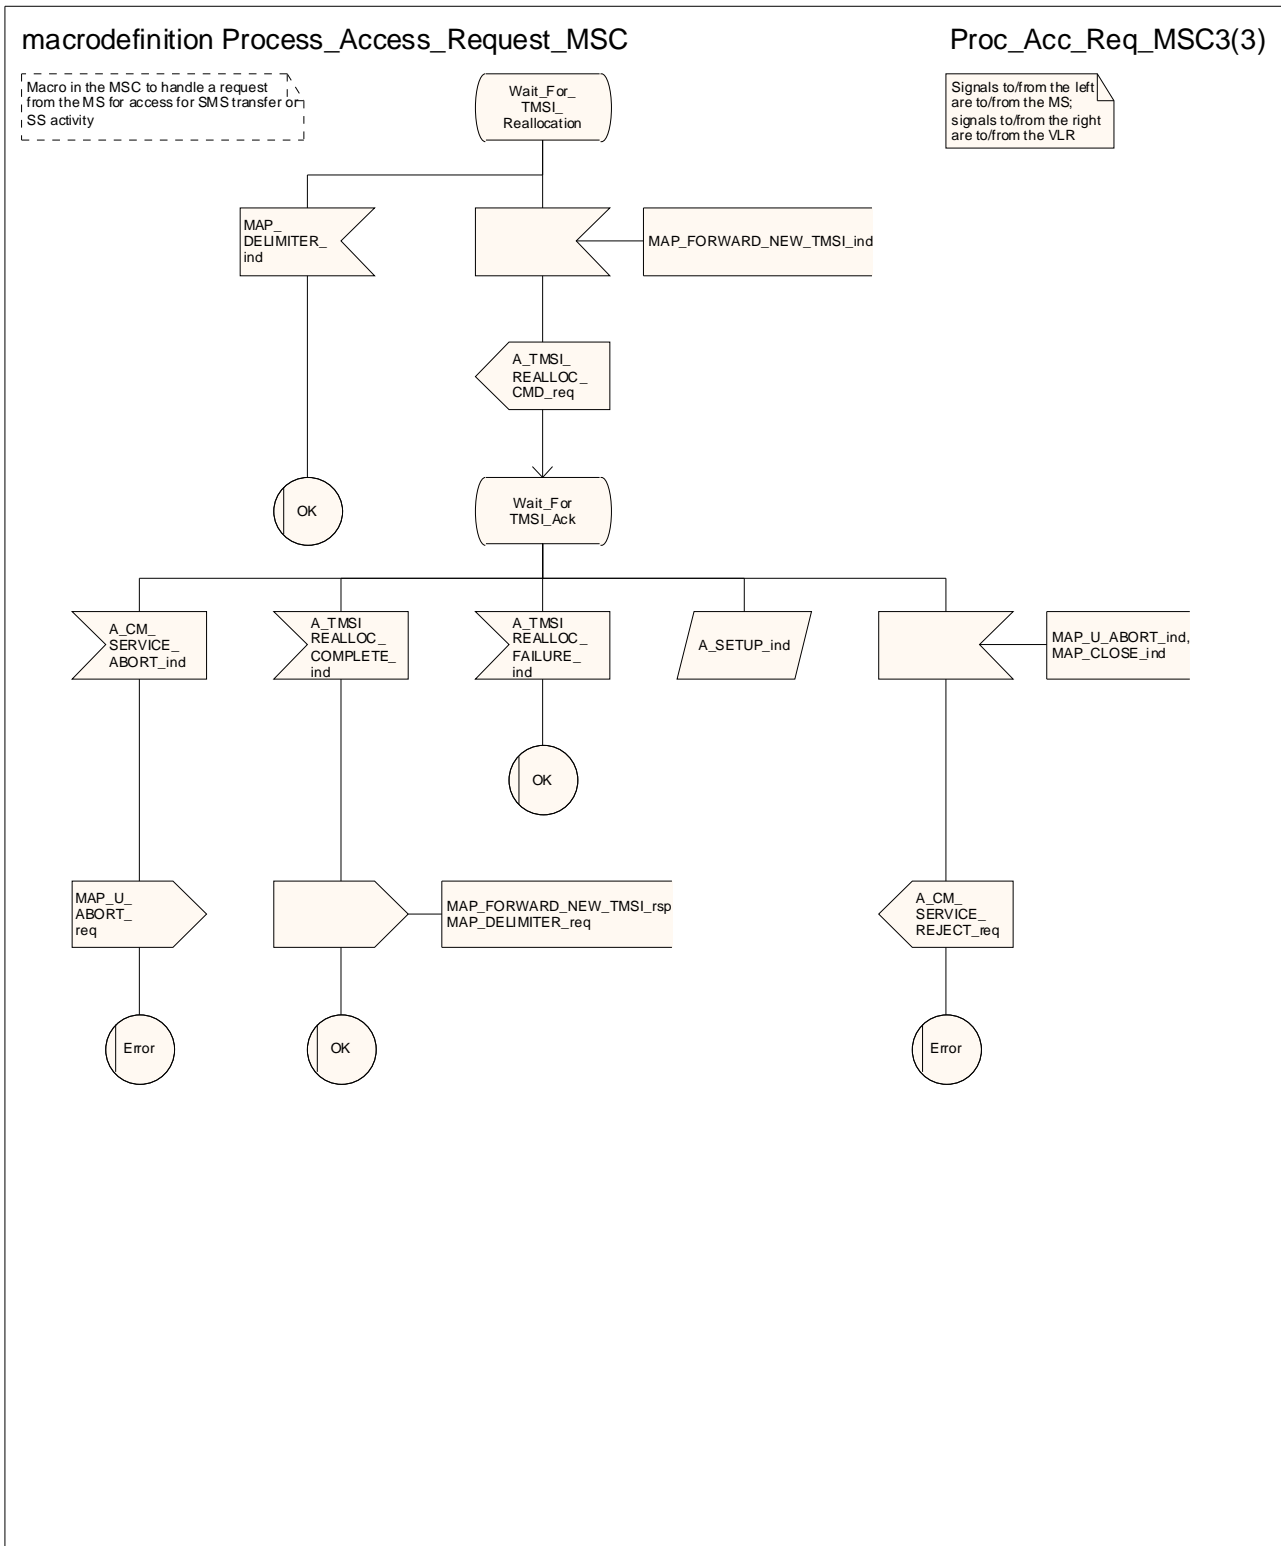 macrodefinition Process_Access_Request_MSC
Proc_Acc_Req_MSC3(3)
Macro in the MSC to handle a request
from the MS for access for SMS transfer or
SS activity
Wait_For_
TMSI_
Reallocation
Signals to/from the left
are to/from the MS;
signals to/from the right
are to/from the VLR
MAP_
DELIMITER_
ind
MAP_FORWARD_NEW_TMSI_ind
A_TMSI_
REALLOC_
CMD_req
OK
Wait_For
TMSI_Ack
A_CM_
SERVICE_
ABORT_ind
A_TMSI
REALLOC_
COMPLETE_
ind
A_TMSI
REALLOC_
FAILURE_
ind
A_SETUP_ind
MAP_U_ABORT_ind,
MAP_CLOSE_ind
OK
MAP_U_
ABORT_
req
MAP_FORWARD_NEW_TMSI_rsp
MAP_DELIMITER_req
A_CM_
SERVICE_
REJECT_req
Error
OK
Error